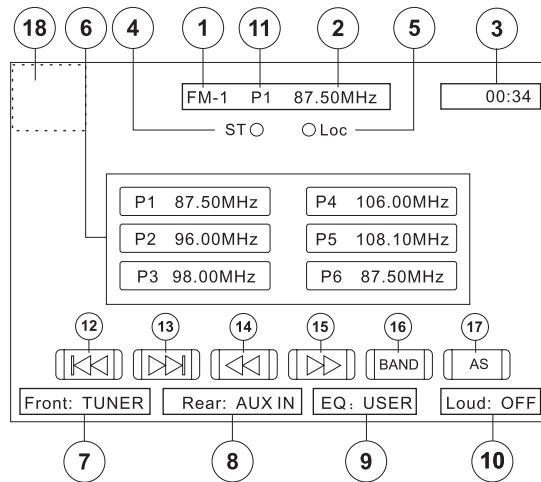 18 6 4 1 11 2 5 3
FM-1 P1 87.50MHz 00:34
ST Loc
P1 87.50MHz P4 106.00MHz
P2 96.00MHz P5 108.10MHz
P3 98.00MHz P6 87.50MHz
12 13 14 15 16 17
BAND AS
Front: TUNER Rear: AUX IN EQ: USER Loud: OFF
7 8 9 10